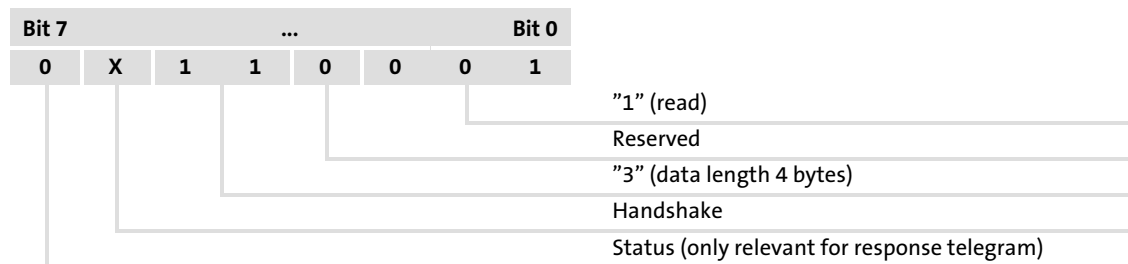 Bit 7 ... Bit 0
0 X 1 1 0 0 0 1
”1” (read)
Reserved
”3” (data length 4 bytes)
Handshake
Status (only relevant for response telegram)